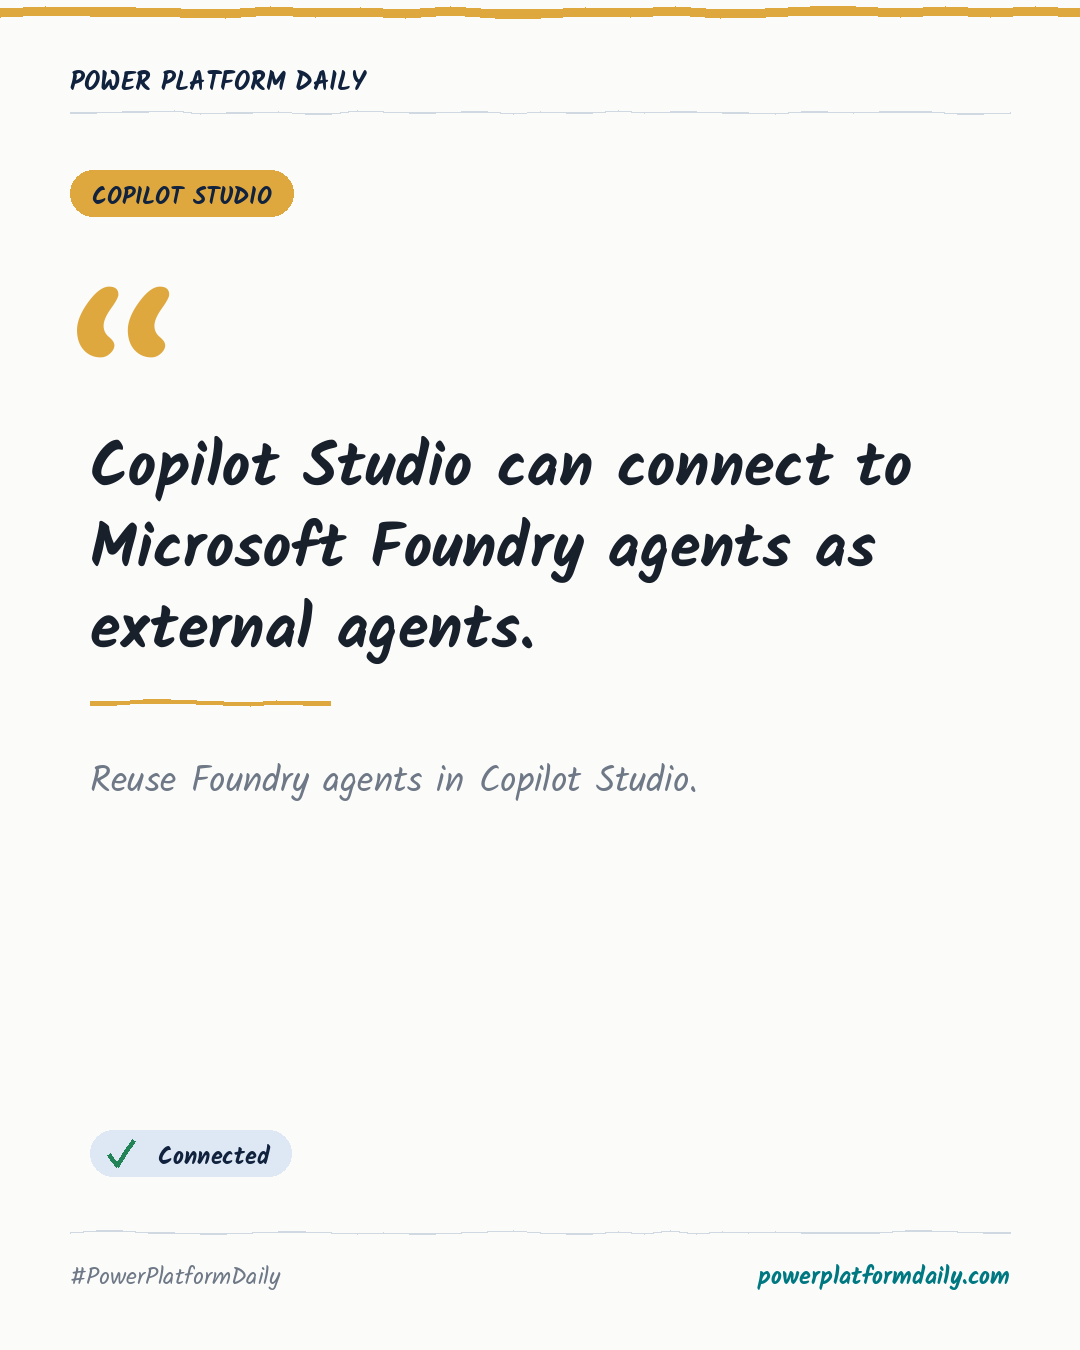 POWER PLATFORM DAILY
COPILOT STUDIO
“
Copilot Studio can connect to
Microsoft Foundry agents as
external agents.
Reuse Foundry agents in Copilot Studio.
✓ Connected
#PowerPlatformDaily
powerplatformdaily.com